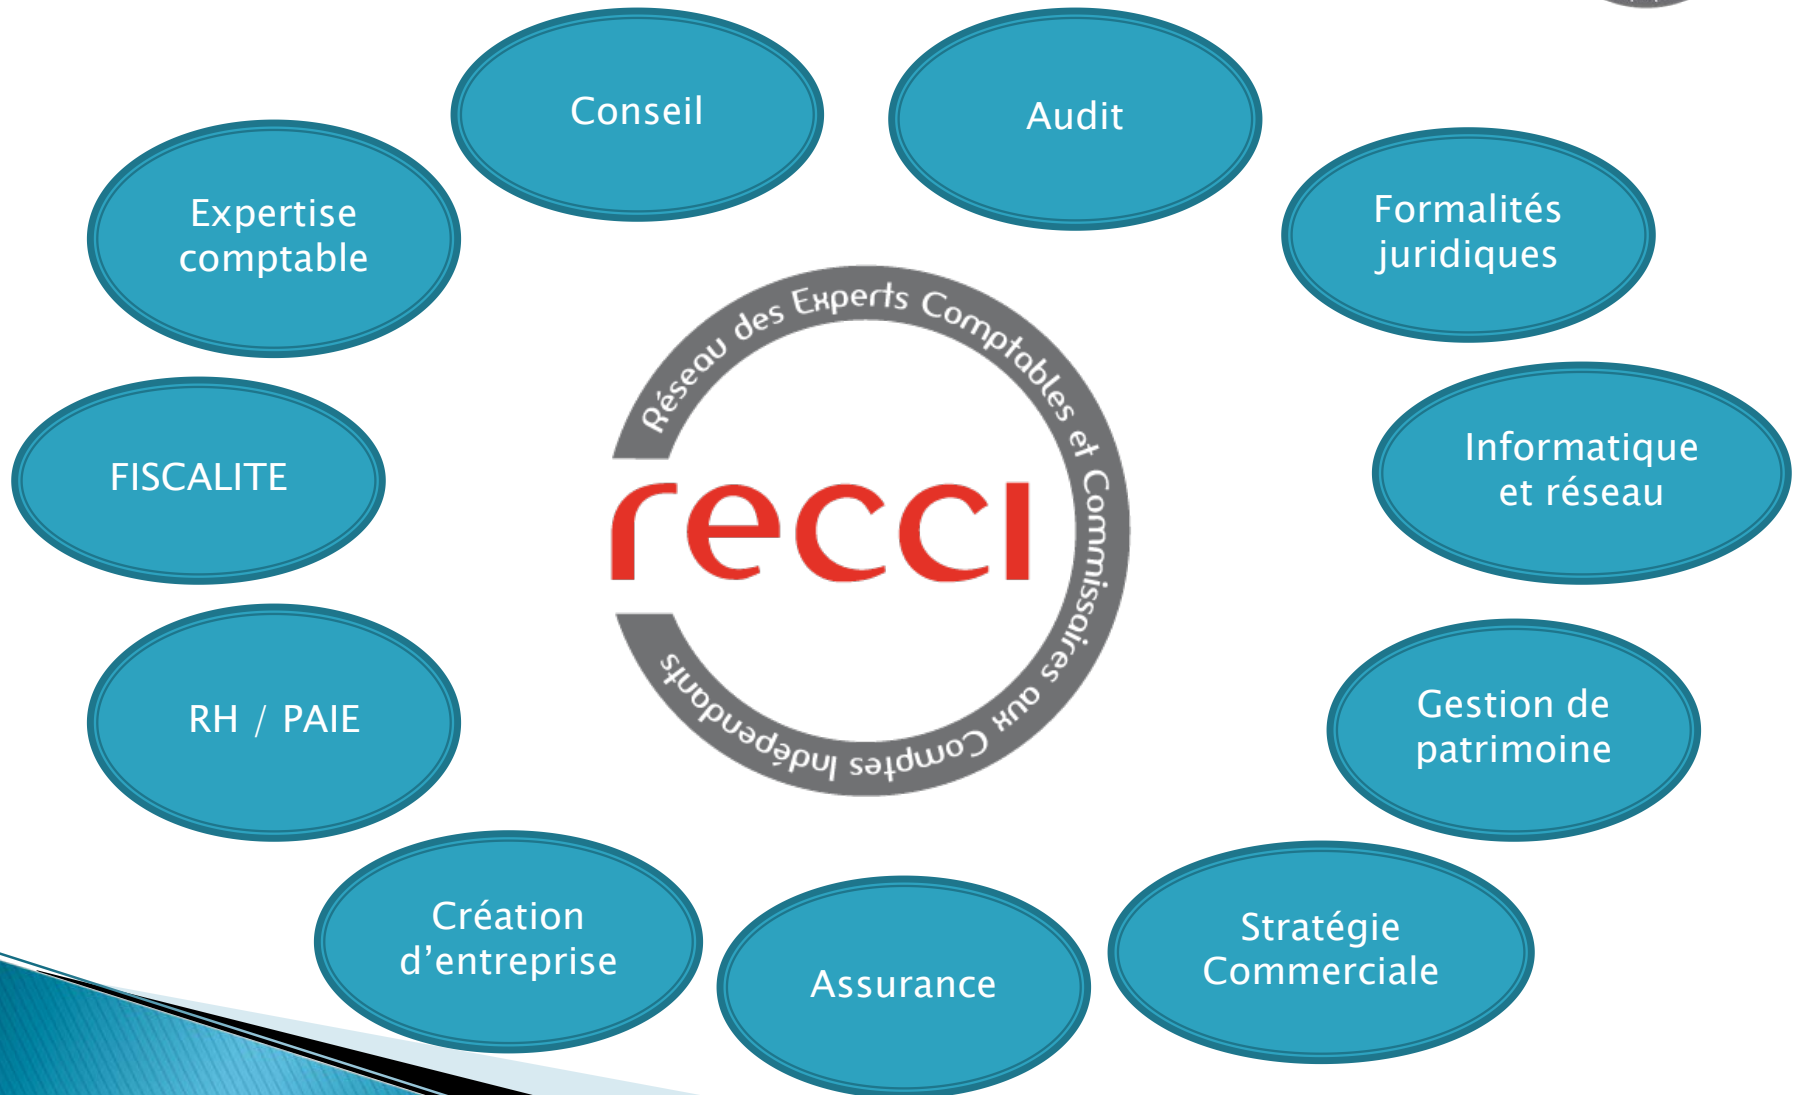 Conseil
Audit
Expertise
comptable
Formalités
juridiques
Réseau des Experts Comptables et Commissaires aux Comptes Indépendants
recci
FISCALITE
Informatique
et réseau
RH / PAIE
Gestion de
patrimoine
Création
d’entreprise
Assurance
Stratégie
Commerciale